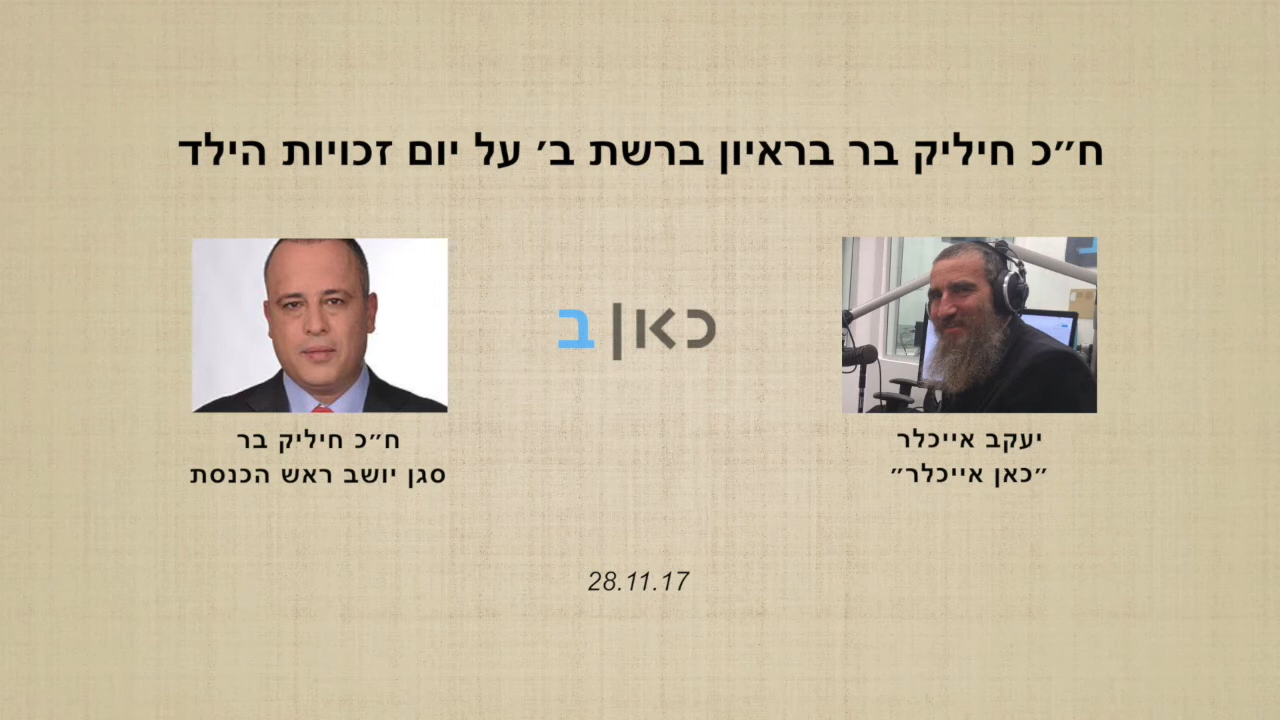 ח״כ חיליק בר בראיון ברשת ב׳ על יום זכויות הילד
כאן ב
יעקב אייכלר
״כאן אייכלר״
ח״כ חיליק בר
סגן יושב ראש הכנסת
28.11.17